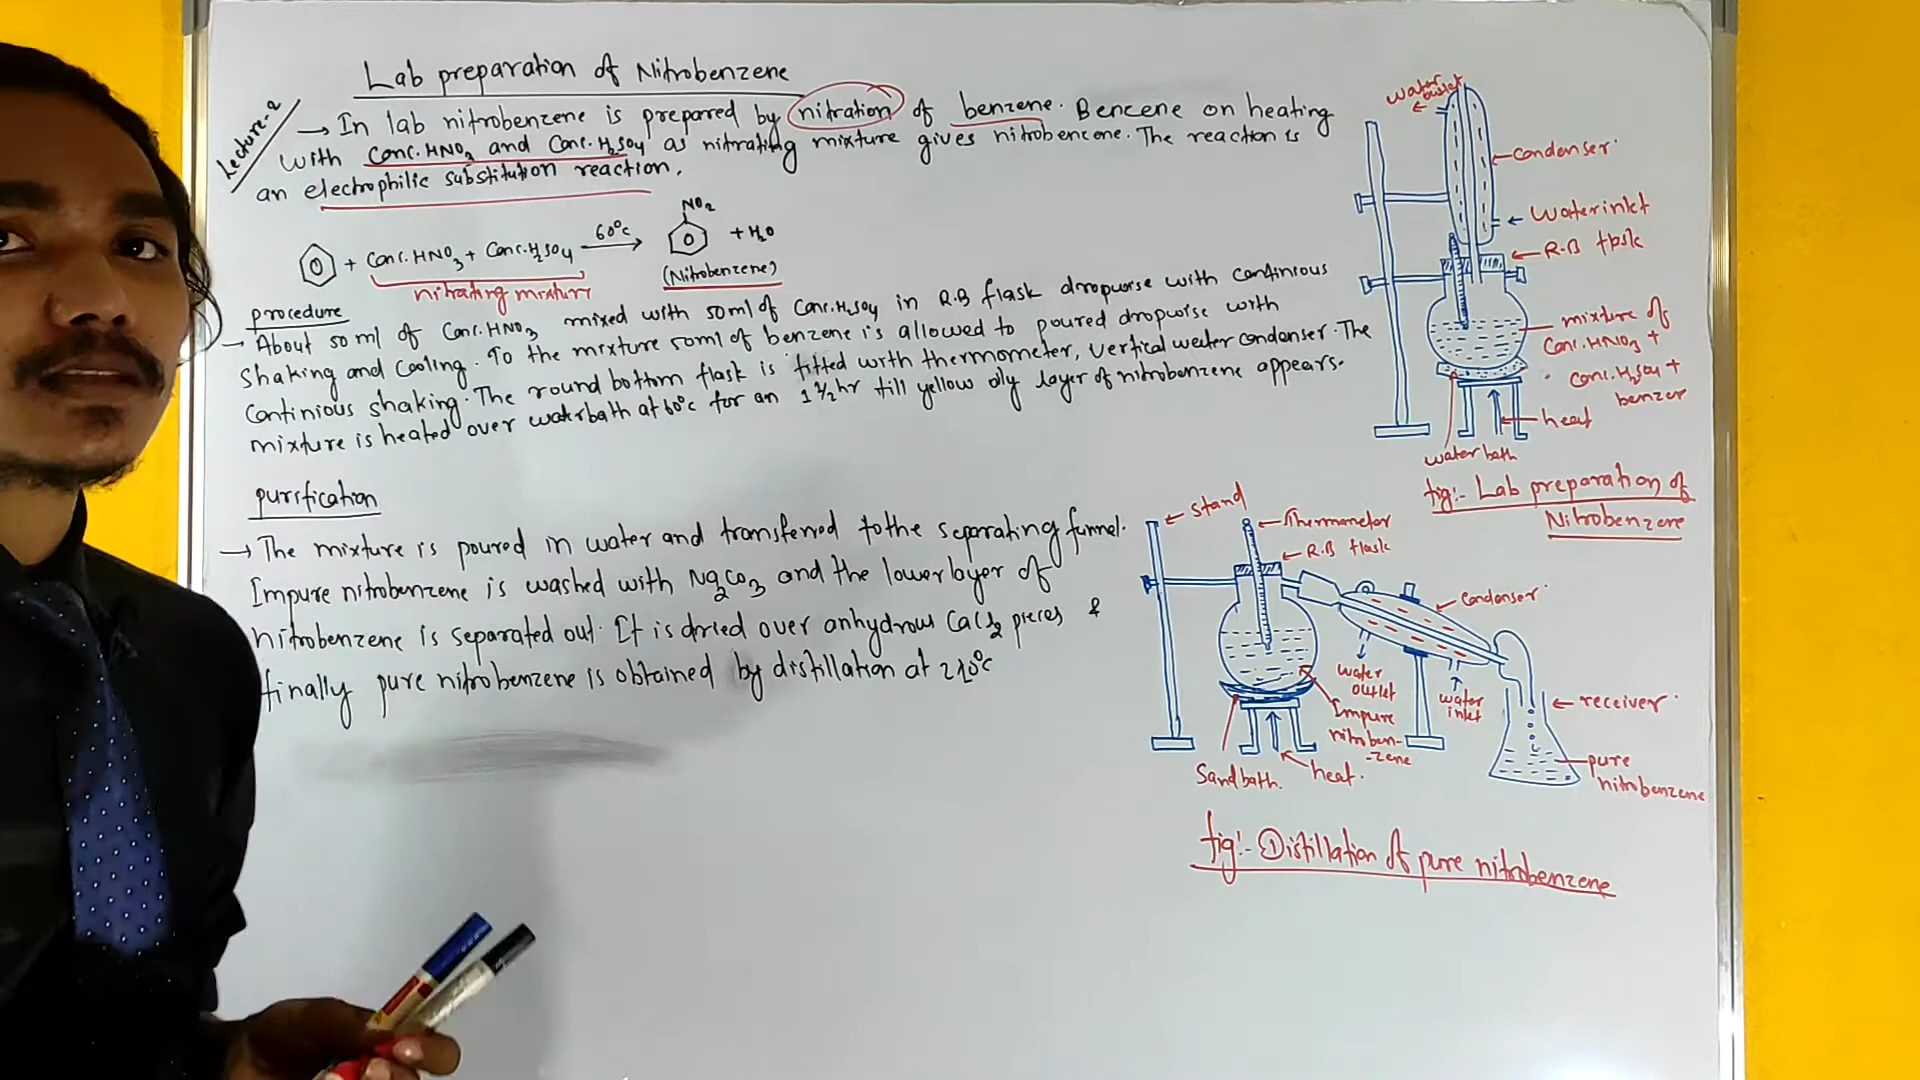 Lab preparation of Nitrobenzene
Lecture-2
→ In lab nitrobenzene is prepared by nitration of benzene. Bencene on heating
with Conc.HNO3 and Conc.H2SO4 as nitrating mixture gives nitrobencene. The reaction is
an electrophilic substitution reaction.
+ Conc.HNO3 + Conc.H2SO4 60°c → NO2 + H2O
nitrating mixture
(Nitrobenzene)
procedure
→ About 50 ml of Conc.HNO3 mixed with 50ml of Conc.H2SO4 in R.B flask dropwise with continious
shaking and cooling. To the mixture 50ml of benzene is allowed to poured dropwise with
continious shaking. The round bottom flask is fitted with thermometer, vertical water condenser. The
mixture is heated over waterbath at 60°c for an 1 1/2 hr till yellow oily layer of nitrobenzene appears.
purification
→ The mixture is poured in water and transferred to the separating funnel.
Impure nitrobenzene is washed with Na2CO3 and the lower layer of
nitrobenzene is separated out. It is dried over anhydrous CaCl2 pieces &
finally pure nitrobenzene is obtained by distillation at 210°c
water outlet
condenser
Water inlet
R.B flask
mixture of
Conc.HNO3 +
Conc.H2SO4 +
benzen
heat
water bath
fig:- Lab preparation of
Nitrobenzene
stand
Thermometer
R.B flask
condenser
water
outlet
water
inlet
Impure
nitroben-
-zene
receiver
pure
nitrobenzene
Sand bath.
heat.
fig:- Distillation of pure nitrobenzene